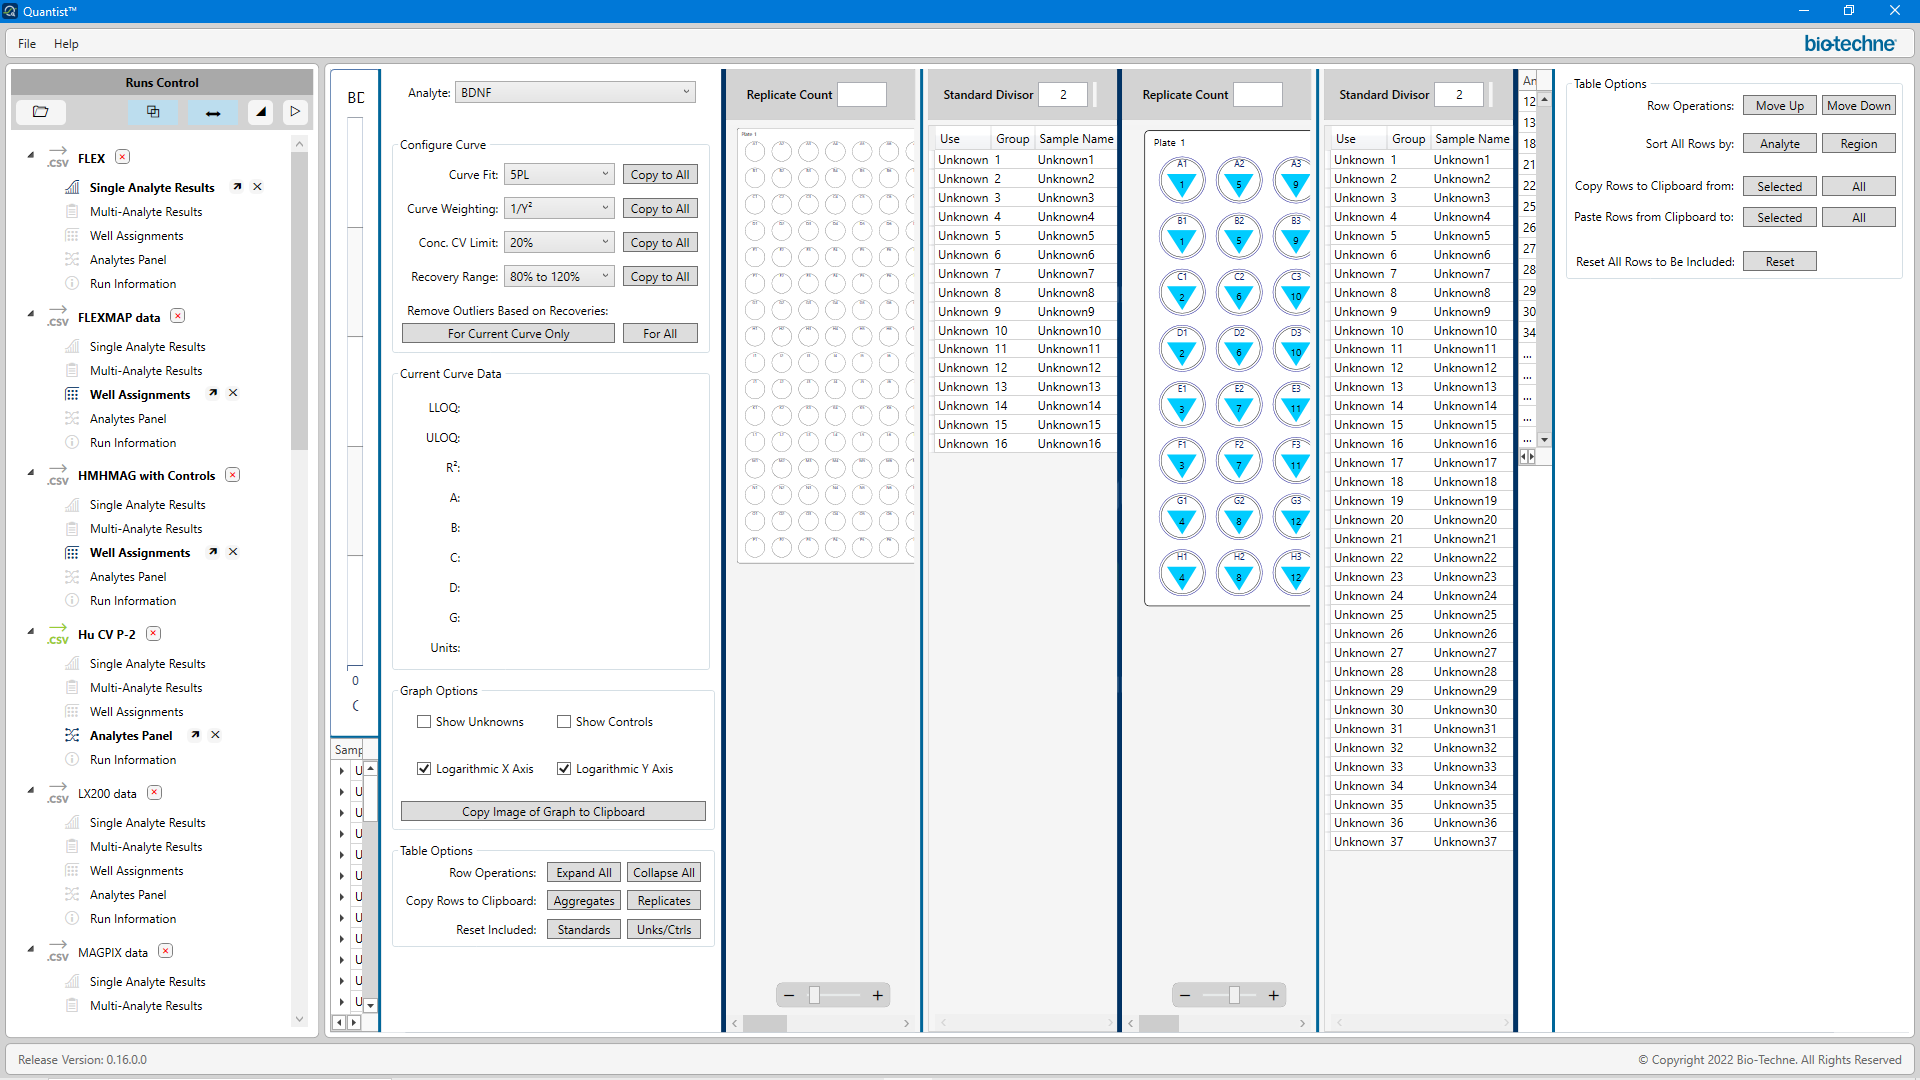 Quantist™
File Help
bio-techne
Runs Control
FLEX
Single Analyte Results
Multi-Analyte Results
Well Assignments
Analytes Panel
Run Information
FLEXMAP data
Single Analyte Results
Multi-Analyte Results
Well Assignments
Analytes Panel
Run Information
HMHMAG with Controls
Single Analyte Results
Multi-Analyte Results
Well Assignments
Analytes Panel
Run Information
Hu CV P-2
Single Analyte Results
Multi-Analyte Results
Well Assignments
Analytes Panel
Run Information
LX200 data
Single Analyte Results
Multi-Analyte Results
Well Assignments
Analytes Panel
Run Information
MAGPIX data
Single Analyte Results
Multi-Analyte Results
0
Samp
Analyte: BDNF
Configure Curve
Curve Fit: 5PL Copy to All
Curve Weighting: 1/Y² Copy to All
Conc. CV Limit: 20% Copy to All
Recovery Range: 80% to 120% Copy to All
Remove Outliers Based on Recoveries:
For Current Curve Only For All
Current Curve Data
LLOQ:
ULOQ:
R²:
A:
B:
C:
D:
G:
Units:
Graph Options
Show Unknowns Show Controls
Logarithmic X Axis Logarithmic Y Axis
Copy Image of Graph to Clipboard
Table Options
Row Operations: Expand All Collapse All
Copy Rows to Clipboard: Aggregates Replicates
Reset Included: Standards Unks/Ctrls
Replicate Count
Plate 1
Standard Divisor 2
Use Group Sample Name
Unknown 1 Unknown1
Unknown 2 Unknown2
Unknown 3 Unknown3
Unknown 4 Unknown4
Unknown 5 Unknown5
Unknown 6 Unknown6
Unknown 7 Unknown7
Unknown 8 Unknown8
Unknown 9 Unknown9
Unknown 10 Unknown10
Unknown 11 Unknown11
Unknown 12 Unknown12
Unknown 13 Unknown13
Unknown 14 Unknown14
Unknown 15 Unknown15
Unknown 16 Unknown16
Replicate Count
Plate 1
A1 A2 A3
1 5 9
B1 B2 B3
1 5 9
C1 C2 C3
2 6 10
D1 D2 D3
2 6 10
E1 E2 E3
3 7 11
F1 F2 F3
3 7 11
G1 G2 G3
4 8 12
H1 H2 H3
4 8 12
Standard Divisor 2
Use Group Sample Name
Unknown 1 Unknown1
Unknown 2 Unknown2
Unknown 3 Unknown3
Unknown 4 Unknown4
Unknown 5 Unknown5
Unknown 6 Unknown6
Unknown 7 Unknown7
Unknown 8 Unknown8
Unknown 9 Unknown9
Unknown 10 Unknown10
Unknown 11 Unknown11
Unknown 12 Unknown12
Unknown 13 Unknown13
Unknown 14 Unknown14
Unknown 15 Unknown15
Unknown 16 Unknown16
Unknown 17 Unknown17
Unknown 18 Unknown18
Unknown 19 Unknown19
Unknown 20 Unknown20
Unknown 21 Unknown21
Unknown 22 Unknown22
Unknown 23 Unknown23
Unknown 24 Unknown24
Unknown 25 Unknown25
Unknown 26 Unknown26
Unknown 27 Unknown27
Unknown 28 Unknown28
Unknown 29 Unknown29
Unknown 30 Unknown30
Unknown 31 Unknown31
Unknown 32 Unknown32
Unknown 33 Unknown33
Unknown 34 Unknown34
Unknown 35 Unknown35
Unknown 36 Unknown36
Unknown 37 Unknown37
An
12
13
18
21
22
25
26
27
28
29
30
34
...
...
...
...
...
Table Options
Row Operations: Move Up Move Down
Sort All Rows by: Analyte Region
Copy Rows to Clipboard from: Selected All
Paste Rows from Clipboard to: Selected All
Reset All Rows to Be Included: Reset
Release Version: 0.16.0.0
© Copyright 2022 Bio-Techne. All Rights Reserved